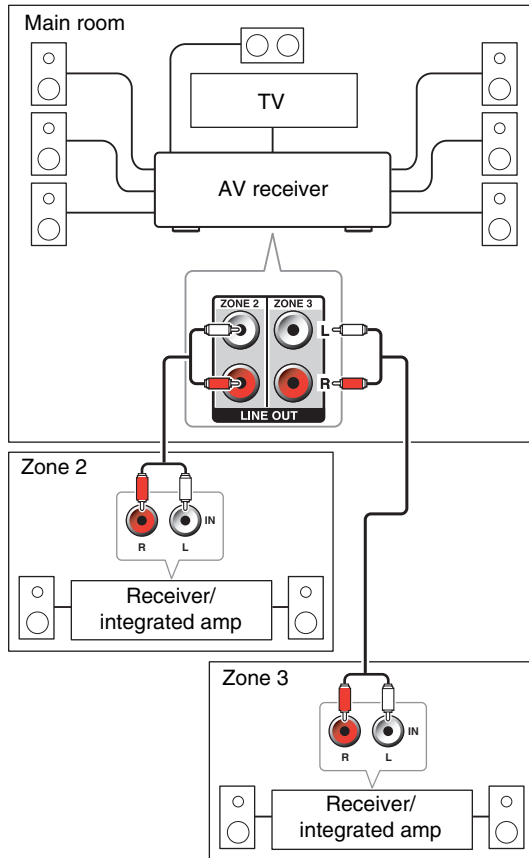 Main room
TV
AV receiver
ZONE 2 ZONE 3
L
R
LINE OUT
Zone 2
IN
R L
Receiver/
integrated amp
Zone 3
IN
R L
Receiver/
integrated amp